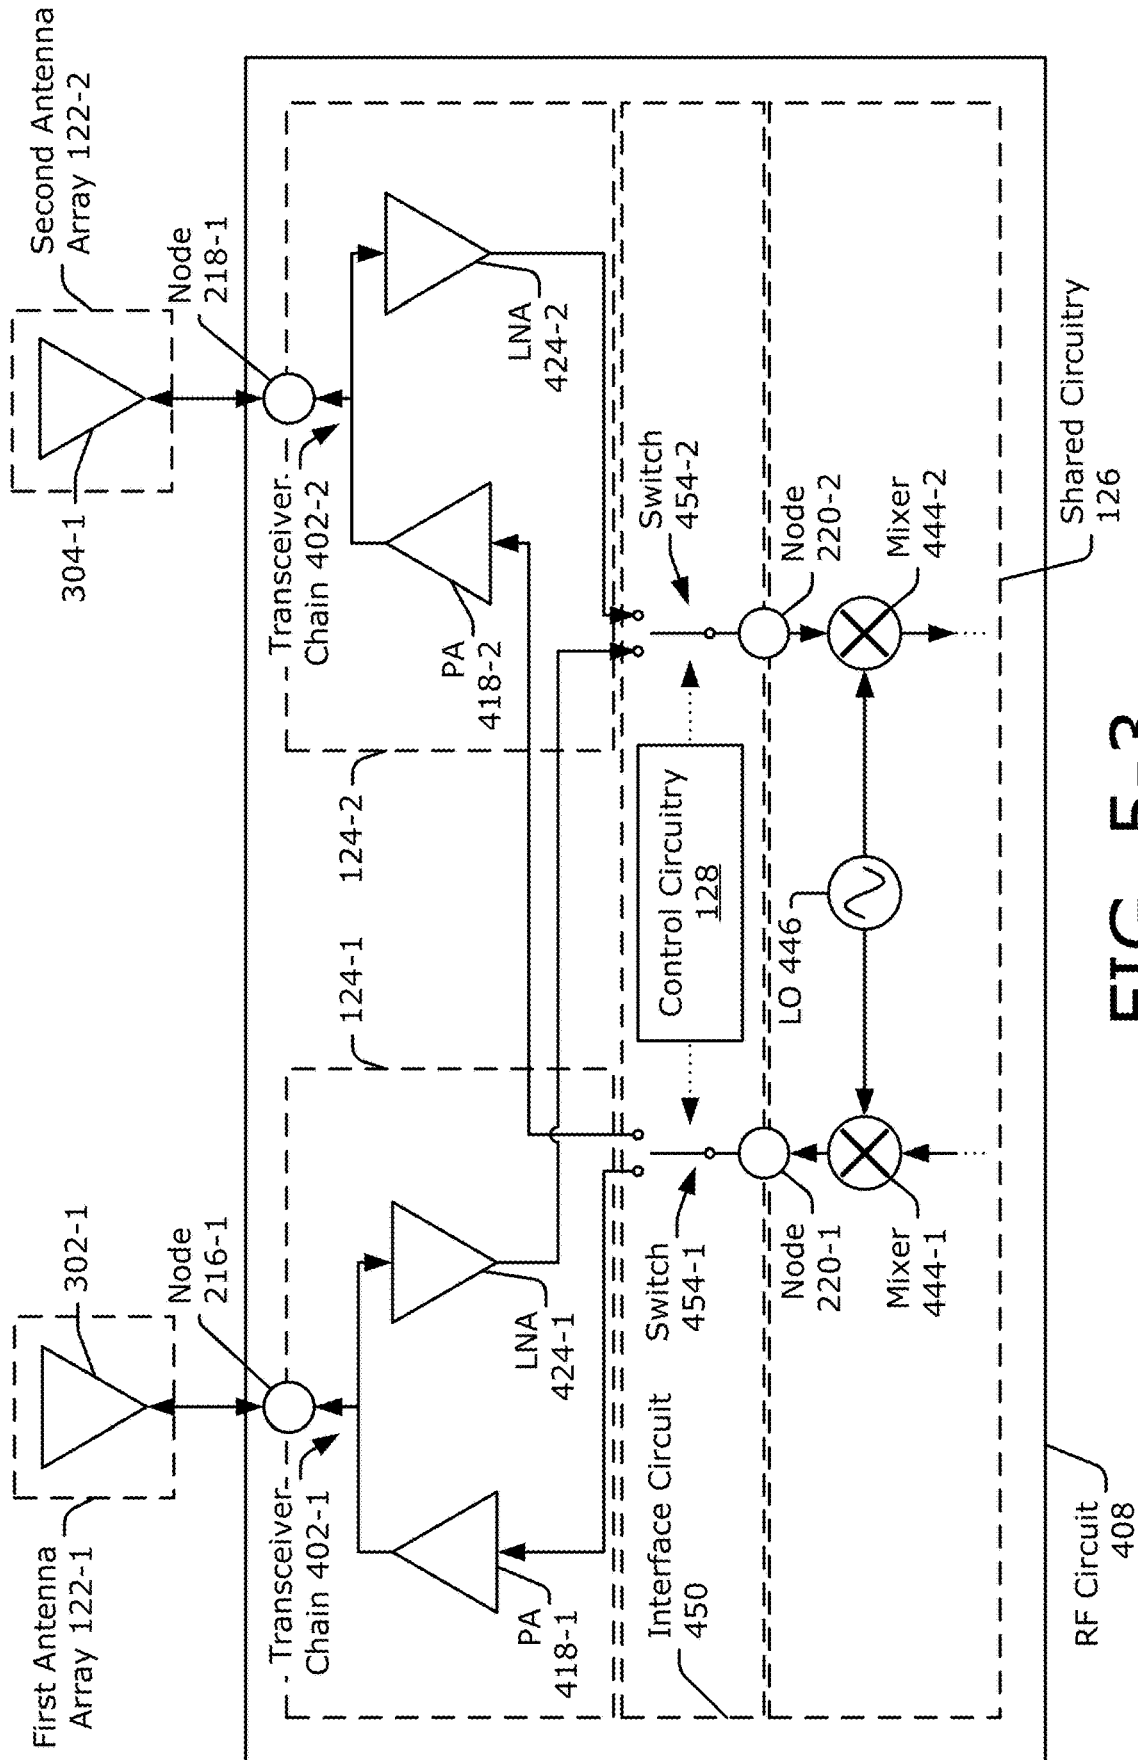 First Antenna
Array 122-1
302-1
Second Antenna
Array 122-2
304-1
Node
216-1
Node
218-1
Transceiver
Chain 402-1
Transceiver
Chain 402-2
124-1
124-2
PA
418-1
LNA
424-1
PA
418-2
LNA
424-2
Interface Circuit
450
Switch
454-1
Control Circuitry
128
Switch
454-2
Node
220-1
LO 446
Node
220-2
Mixer
444-1
Mixer
444-2
RF Circuit
408
Shared Circuitry
126